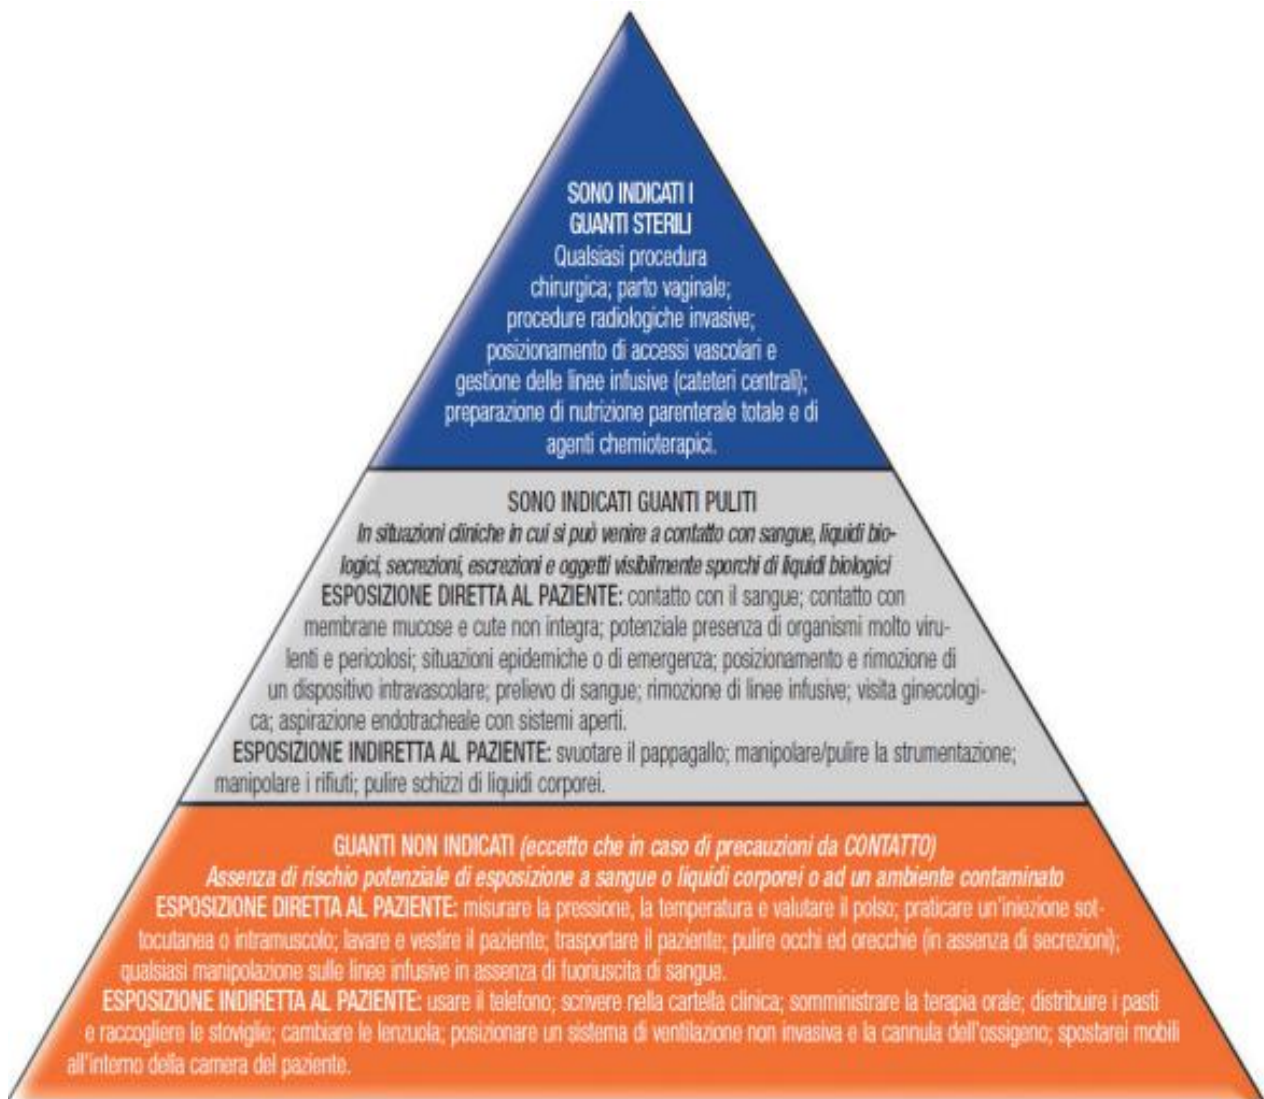 SONO INDICATI I
GUANTI STERILI
Qualsiasi procedura
chirurgica; parto vaginale;
procedure radiologiche invasive;
posizionamento di accessi vascolari e
gestione delle linee infusive (cateteri centrali);
preparazione di nutrizione parenterale totale e di
agenti chemioterapici.
SONO INDICATI GUANTI PULITI
In situazioni cliniche in cui si può venire a contatto con sangue, liquidi bio-
logici, secrezioni, escrezioni e oggetti visibilmente sporchi di liquidi biologici
ESPOSIZIONE DIRETTA AL PAZIENTE: contatto con il sangue; contatto con
membrane mucose e cute non integra; potenziale presenza di organismi molto viru-
lenti e pericolosi; situazioni epidemiche o di emergenza; posizionamento e rimozione di
un dispositivo intravascolare; prelievo di sangue; rimozione di linee infusive; visita ginecologi-
ca; aspirazione endotracheale con sistemi aperti.
ESPOSIZIONE INDIRETTA AL PAZIENTE: svuotare il pappagallo; manipolare/pulire la strumentazione;
manipolare i rifiuti; pulire schizzi di liquidi corporei.
GUANTI NON INDICATI (eccetto che in caso di precauzioni da CONTATTO)
Assenza di rischio potenziale di esposizione a sangue o liquidi corporei o ad un ambiente contaminato
ESPOSIZIONE DIRETTA AL PAZIENTE: misurare la pressione, la temperatura e valutare il polso; praticare un'iniezione sot-
tocutanea o intramuscolo; lavare e vestire il paziente; trasportare il paziente; pulire occhi ed orecchie (in assenza di secrezioni);
qualsiasi manipolazione sulle linee infusive in assenza di fuoriuscita di sangue.
ESPOSIZIONE INDIRETTA AL PAZIENTE: usare il telefono; scrivere nella cartella clinica; somministrare la terapia orale; distribuire i pasti
e raccogliere le stoviglie; cambiare le lenzuola; posizionare un sistema di ventilazione non invasiva e la cannula dell'ossigeno; spostarei mobili
all'interno della camera del paziente.